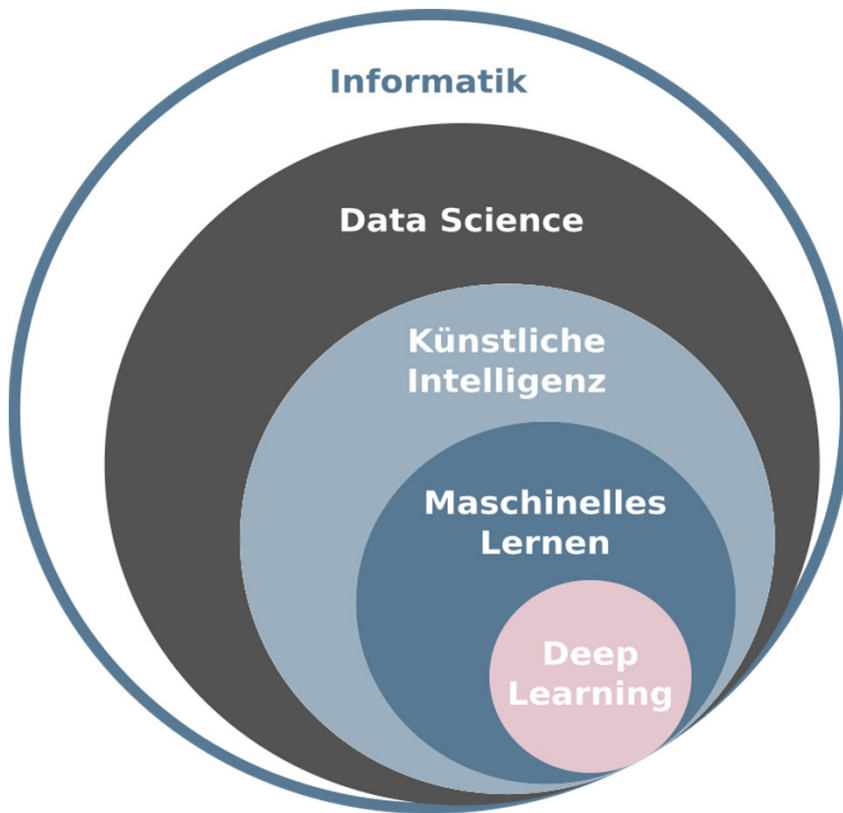 Informatik
Data Science
Künstliche
Intelligenz
Maschinelles
Lernen
Deep
Learning